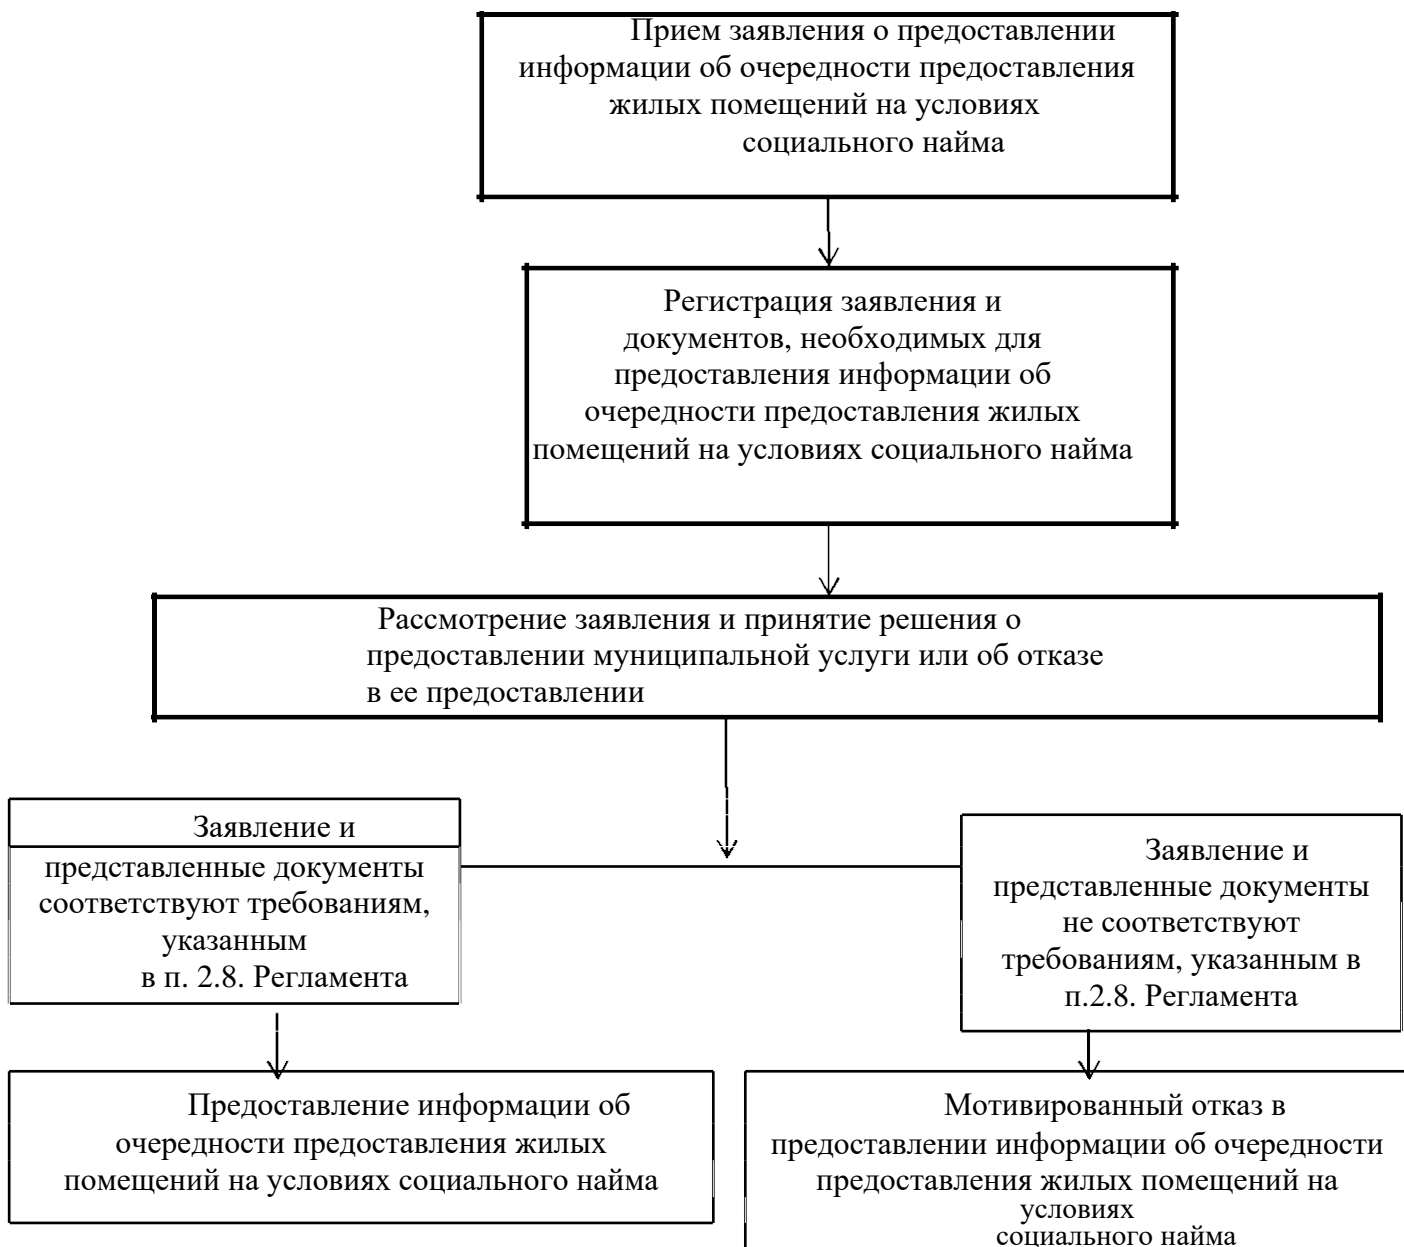 Прием заявления о предоставлении
информации об очередности предоставления
жилых помещений на условиях
социального найма
Регистрация заявления и
документов, необходимых для
предоставления информации об
очередности предоставления жилых
помещений на условиях социального найма
Рассмотрение заявления и принятие решения о
предоставлении муниципальной услуги или об отказе
в ее предоставлении
Заявление и
представленные документы
соответствуют требованиям,
указанным
в п. 2.8. Регламента
Заявление и
представленные документы
не соответствуют
требованиям, указанным в
п.2.8. Регламента
Предоставление информации об
очередности предоставления жилых
помещений на условиях социального найма
Мотивированный отказ в
предоставлении информации об очередности
предоставления жилых помещений на
условиях
социального найма